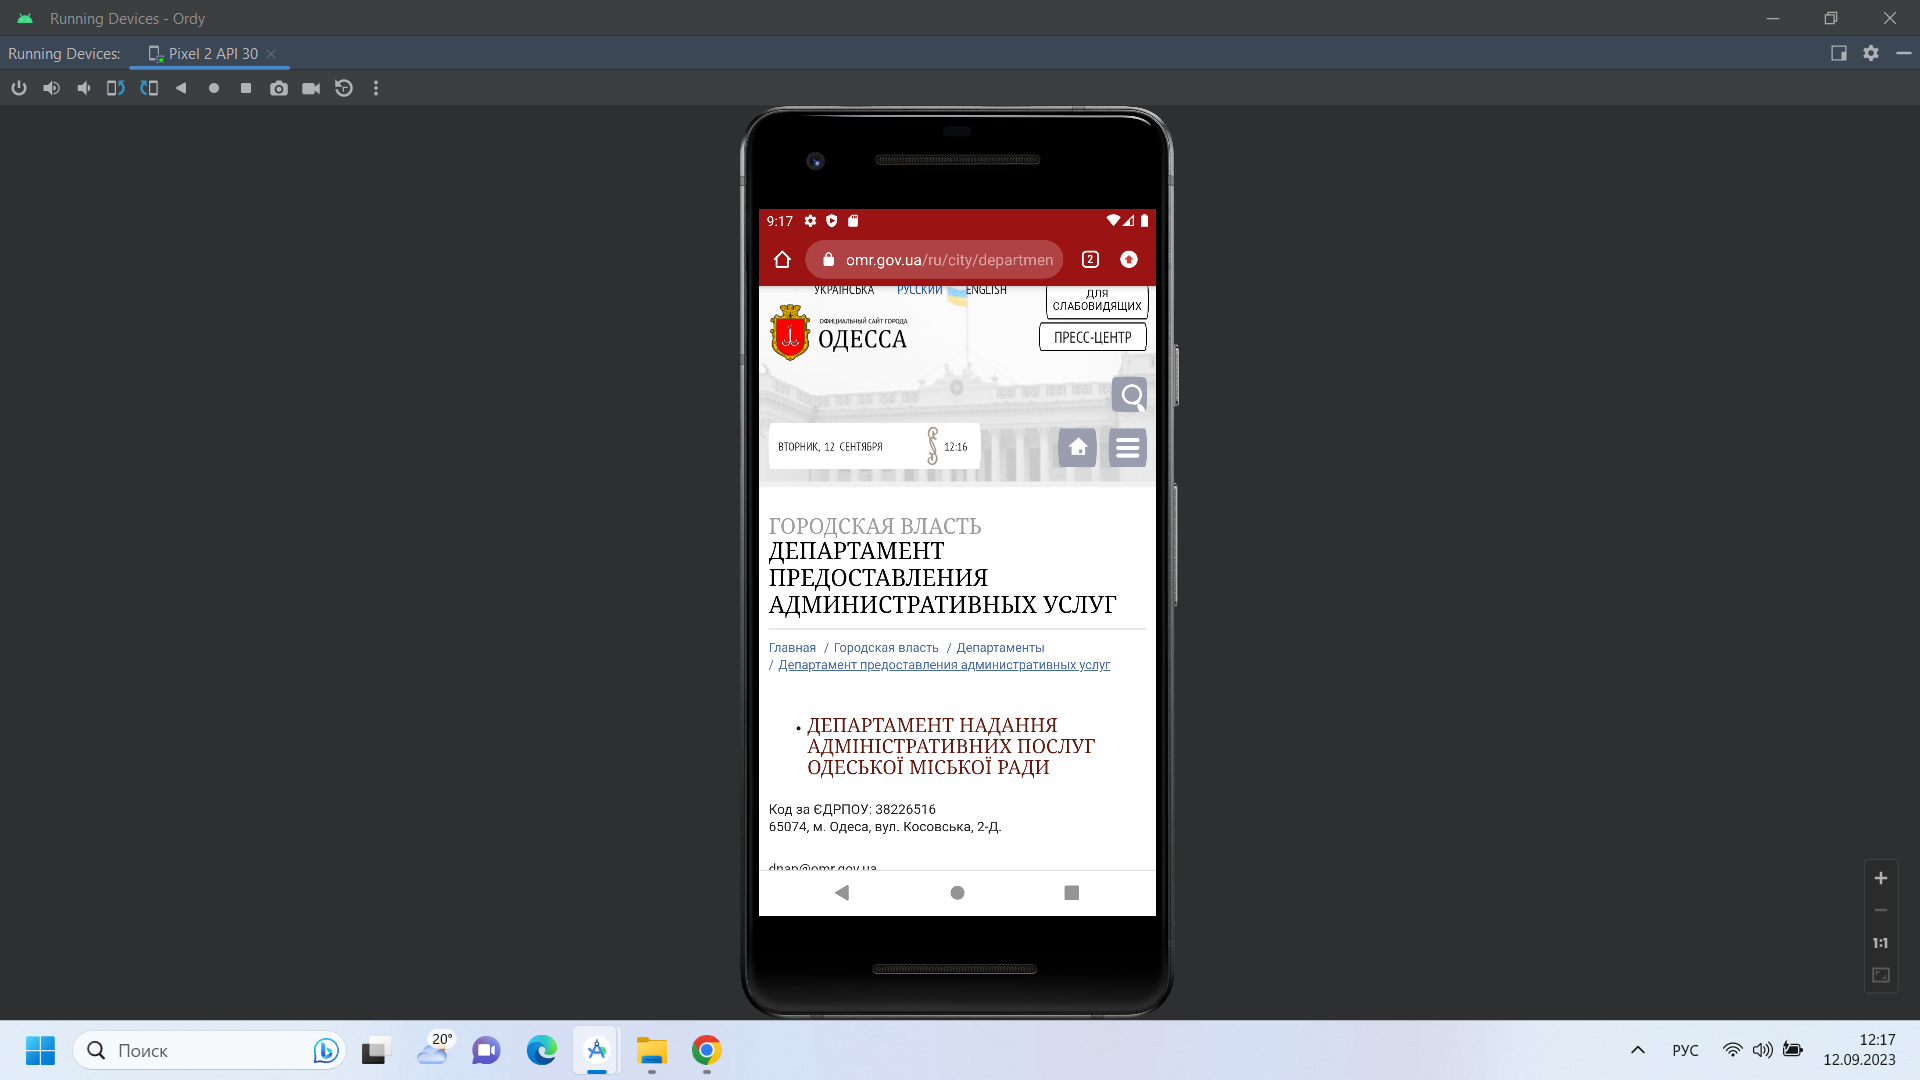 Running Devices - Ordy
Running Devices:
Pixel 2 API 30
9:17
omr.gov.ua/ru/city/departmen
2
УКРАЇНСЬКА РУССКИЙ ENGLISH
ДЛЯ
СЛАБОВИДЯЩИХ
ОФИЦИАЛЬНЫЙ САЙТ ГОРОДА
ОДЕССА
ПРЕСС-ЦЕНТР
ВТОРНИК, 12 СЕНТЯБРЯ
12:16
ГОРОДСКАЯ ВЛАСТЬ
ДЕПАРТАМЕНТ
ПРЕДОСТАВЛЕНИЯ
АДМИНИСТРАТИВНЫХ УСЛУГ
Главная / Городская власть / Департаменты
/ Департамент предоставления административных услуг
• ДЕПАРТАМЕНТ НАДАННЯ
АДМІНІСТРАТИВНИХ ПОСЛУГ
ОДЕСЬКОЇ МІСЬКОЇ РАДИ
Код за ЄДРПОУ: 38226516
65074, м. Одеса, вул. Косовська, 2-Д.
dnap@omr.gov.ua
1:1
Поиск
20°
РУС
12:17
12.09.2023